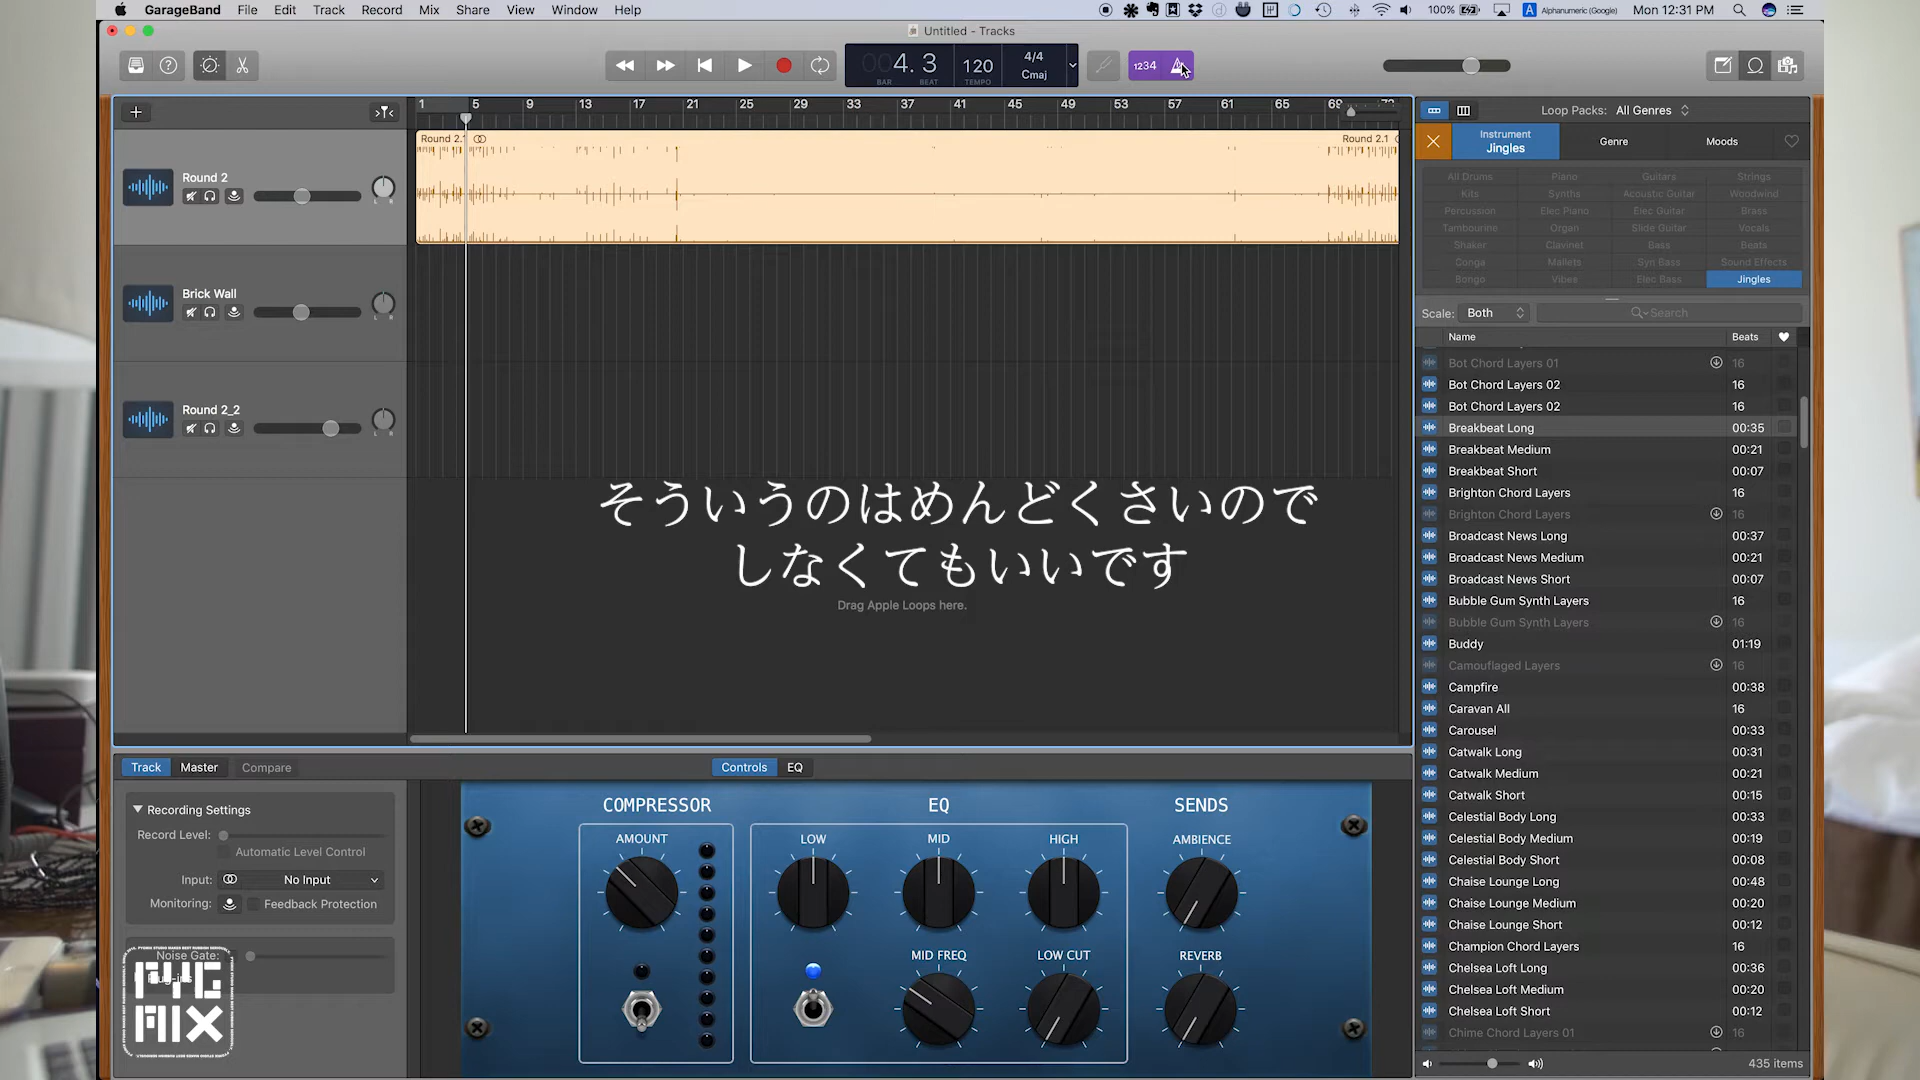 GarageBand File Edit Track Record Mix Share View Window Help
100% A Alphanumeric (Google) Mon 12:31 PM
Untitled - Tracks
4. 3 120 4/4 Cmaj 1234
BAR BEAT TEMPO
1 5 9 13 17 21 25 29 33 37 41 45 49 53 57 61 65 69
Round 2.1 Round 2.1
Round 2
L R
Brick Wall
L R
Round 2_2
L R
そういうのはめんどくさいので
しなくてもいいです
Drag Apple Loops here.
Loop Packs: All Genres
Instrument
Jingles
Genre
Moods
All Drums Piano Guitars Strings
Kits Synths Acoustic Guitar Woodwind
Percussion Elec Piano Elec Guitar Brass
Tambourine Organ Slide Guitar Vocals
Shaker Clavinet Bass Beats
Conga Mallets Syn Bass Sound Effects
Bongo Vibes Elec Bass Jingles
Scale: Both Search
Name Beats
Bot Chord Layers 01 16
Bot Chord Layers 02 16
Bot Chord Layers 02 16
Breakbeat Long 00:35
Breakbeat Medium 00:21
Breakbeat Short 00:07
Brighton Chord Layers 16
Brighton Chord Layers 16
Broadcast News Long 00:37
Broadcast News Medium 00:21
Broadcast News Short 00:07
Bubble Gum Synth Layers 16
Bubble Gum Synth Layers 16
Buddy 01:19
Camouflaged Layers 16
Campfire 00:38
Caravan All 16
Carousel 00:33
Catwalk Long 00:31
Catwalk Medium 00:21
Catwalk Short 00:15
Celestial Body Long 00:33
Celestial Body Medium 00:19
Celestial Body Short 00:08
Chaise Lounge Long 00:48
Chaise Lounge Medium 00:20
Chaise Lounge Short 00:12
Champion Chord Layers 16
Chelsea Loft Long 00:36
Chelsea Loft Medium 00:20
Chelsea Loft Short 00:12
Chime Chord Layers 01 16
435 items
Track Master Compare Controls EQ
Recording Settings
Record Level:
Automatic Level Control
Input: No Input
Monitoring: Feedback Protection
Noise Gate:
COMPRESSOR EQ SENDS
AMOUNT LOW MID HIGH AMBIENCE
MID FREQ LOW CUT REVERB